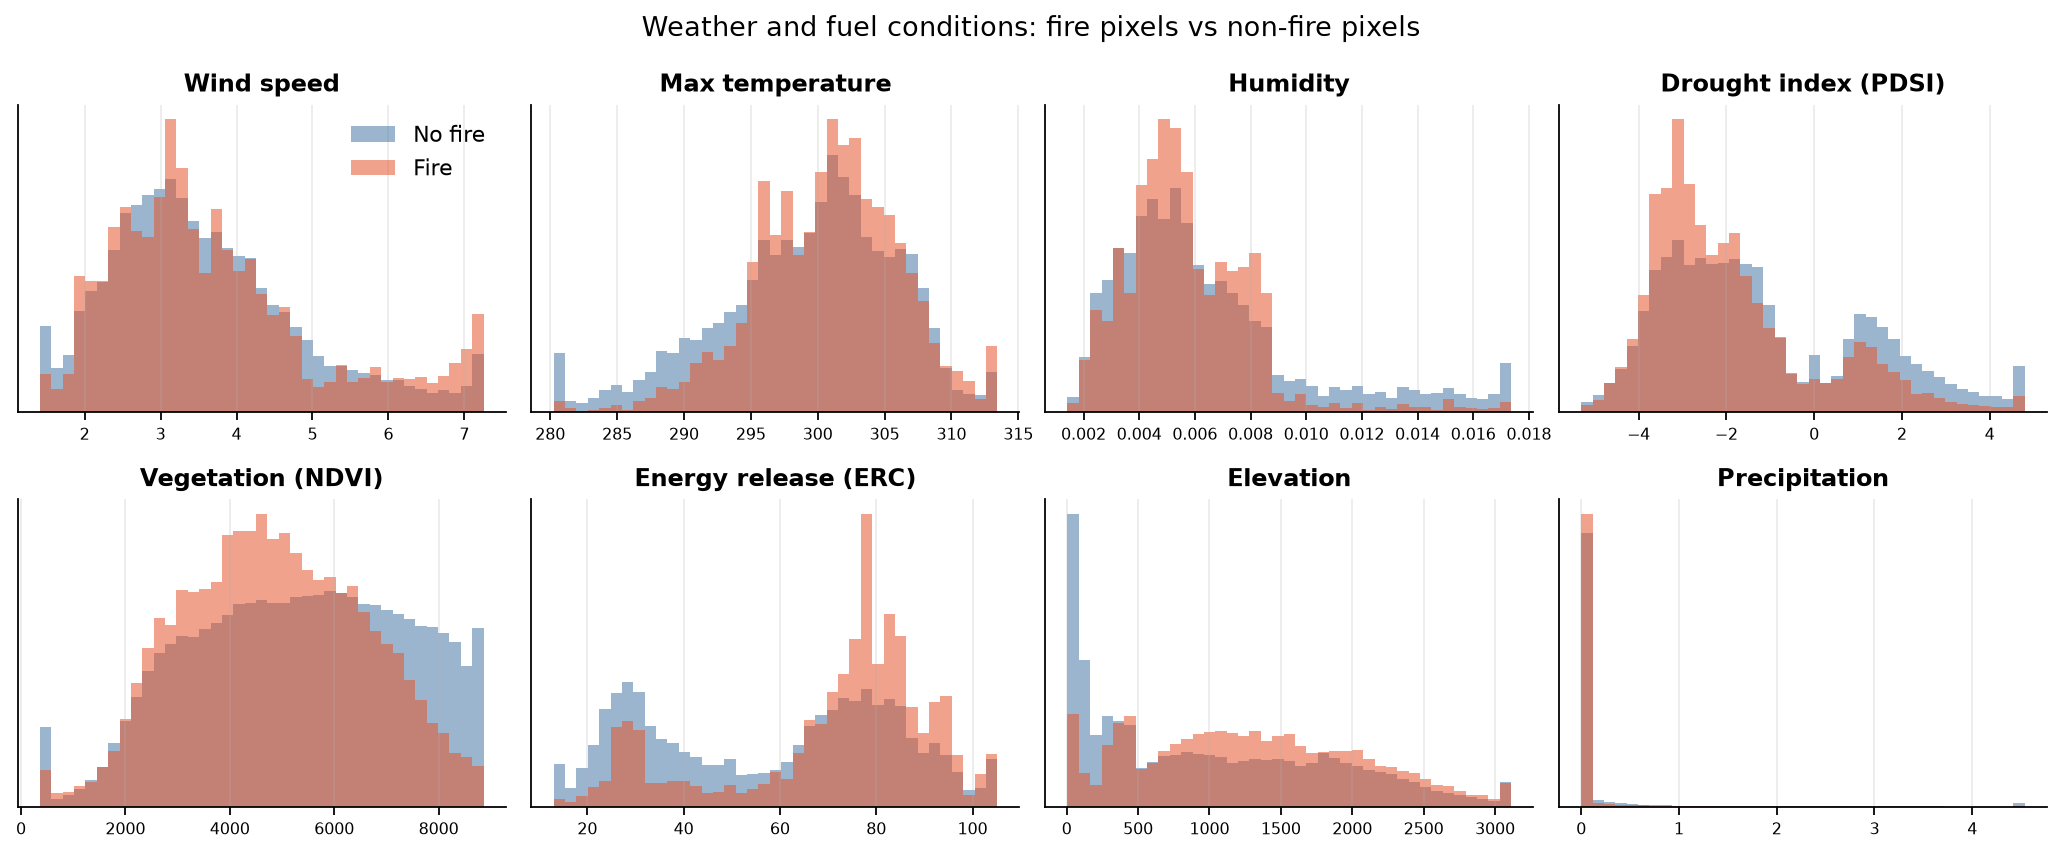 Weather and fuel conditions: fire pixels vs non-fire pixels
Wind speed
Max temperature
Humidity
Drought index (PDSI)
No fire
Fire
2 3 4 5 6 7
280 285 290 295 300 305 310 315
0.002 0.004 0.006 0.008 0.010 0.012 0.014 0.016 0.018
−4 −2 0 2 4
Vegetation (NDVI)
Energy release (ERC)
Elevation
Precipitation
0 2000 4000 6000 8000
20 40 60 80 100
0 500 1000 1500 2000 2500 3000
0 1 2 3 4